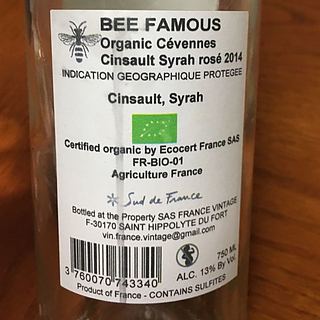 BEE FAMOUS
Organic Cévennes
Cinsault Syrah rosé 2014
INDICATION GEOGRAPHIQUE PROTEGEE
Cinsault, Syrah
Certified organic by Ecocert France SAS
FR-BIO-01
Agriculture France
Sud de France
Bottled at the Property SAS FRANCE VINTAGE
F-30170 SAINT HIPPOLYTE DU FORT
vin.france.vintage@gmail.com
750 ML
ALC. 13% By Vol.
3 760070 743340
Product of France - CONTAINS SULFITES